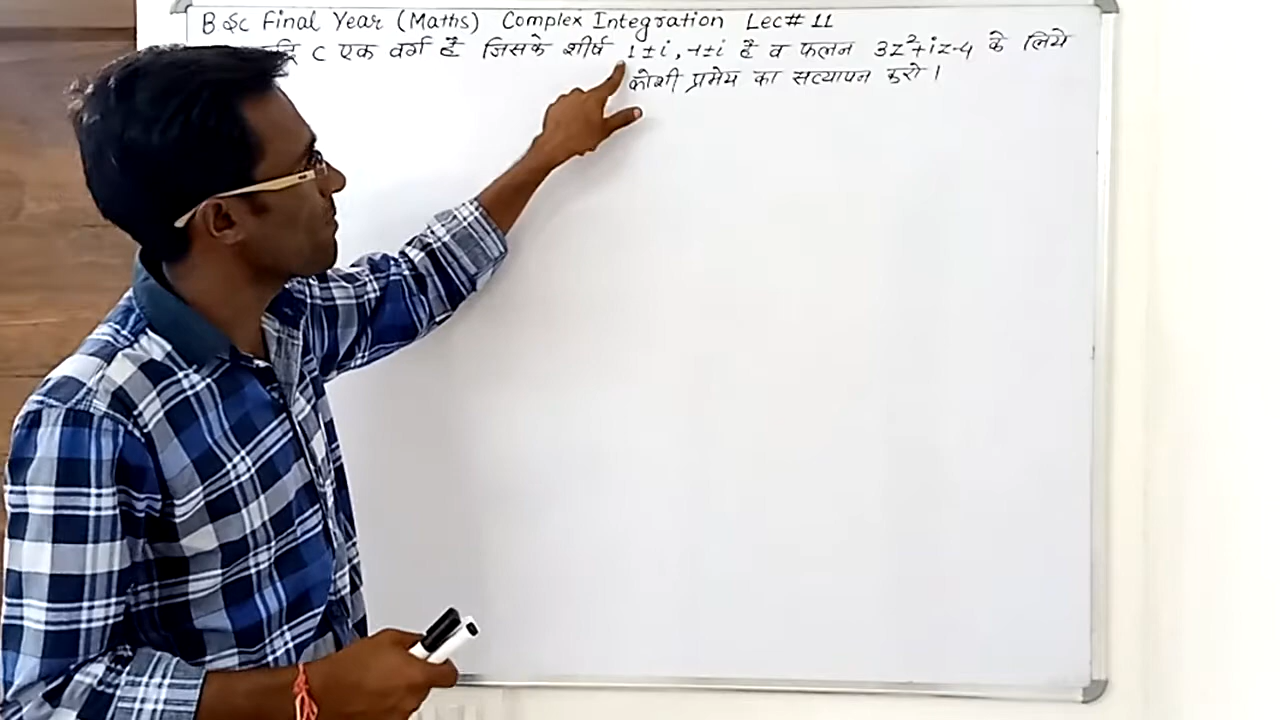 BSc Final Year (Maths) Complex Integration Lec# 11
C एक वर्ग है जिसके शीर्ष 1±i, -1±i है व फलन 3z²+iz-4 के लिये
कोशी प्रमेय का सत्यापन करो।